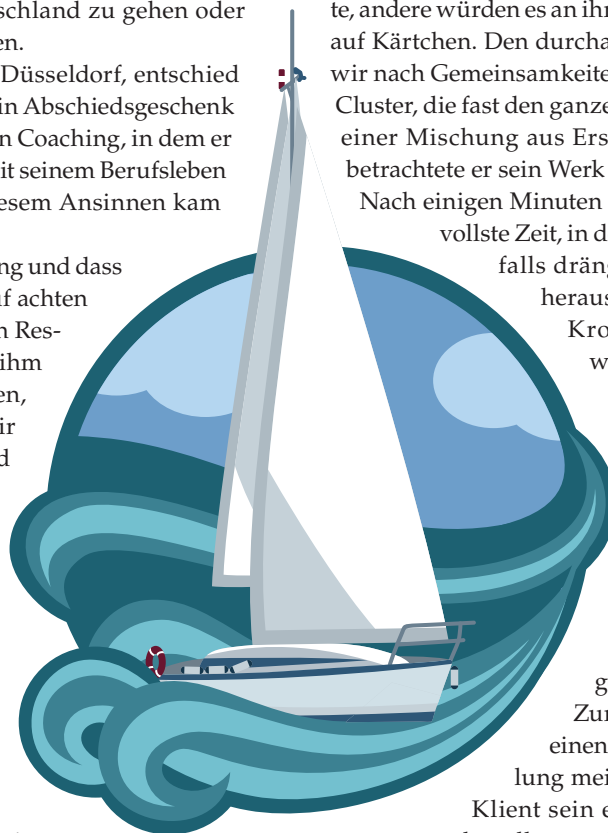 schland zu gehen oder
en.
Düsseldorf, entschied
in Abschiedsgeschenk
n Coaching, in dem er
it seinem Berufsleben
esem Ansinnen kam
ng und dass
f achten
n Res-
ihm
en,
ir
d
te, andere würden es an ihr
auf Kärtchen. Den durcha
wir nach Gemeinsamkeite
Cluster, die fast den ganze
einer Mischung aus Ers
betrachtete er sein Werk
Nach einigen Minuten
vollste Zeit, in d
falls dräng
heraus
Kro
w
g
Zur
einen
lung mei
Klient sein e